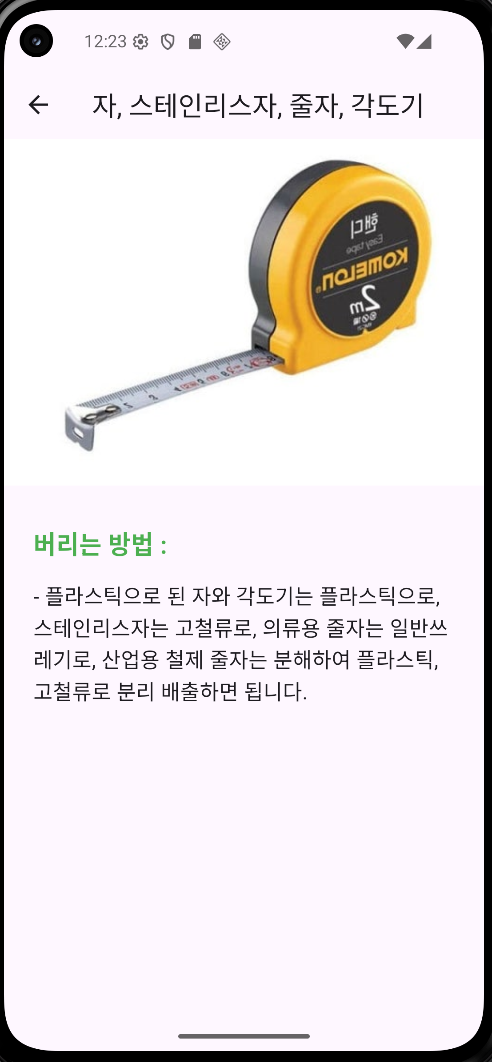 12:23
자, 스테인리스자, 줄자, 각도기
핸디
Easy tape
KOMELON®
2m
버리는 방법 :
- 플라스틱으로 된 자와 각도기는 플라스틱으로,
스테인리스자는 고철류로, 의류용 줄자는 일반쓰
레기로, 산업용 철제 줄자는 분해하여 플라스틱,
고철류로 분리 배출하면 됩니다.